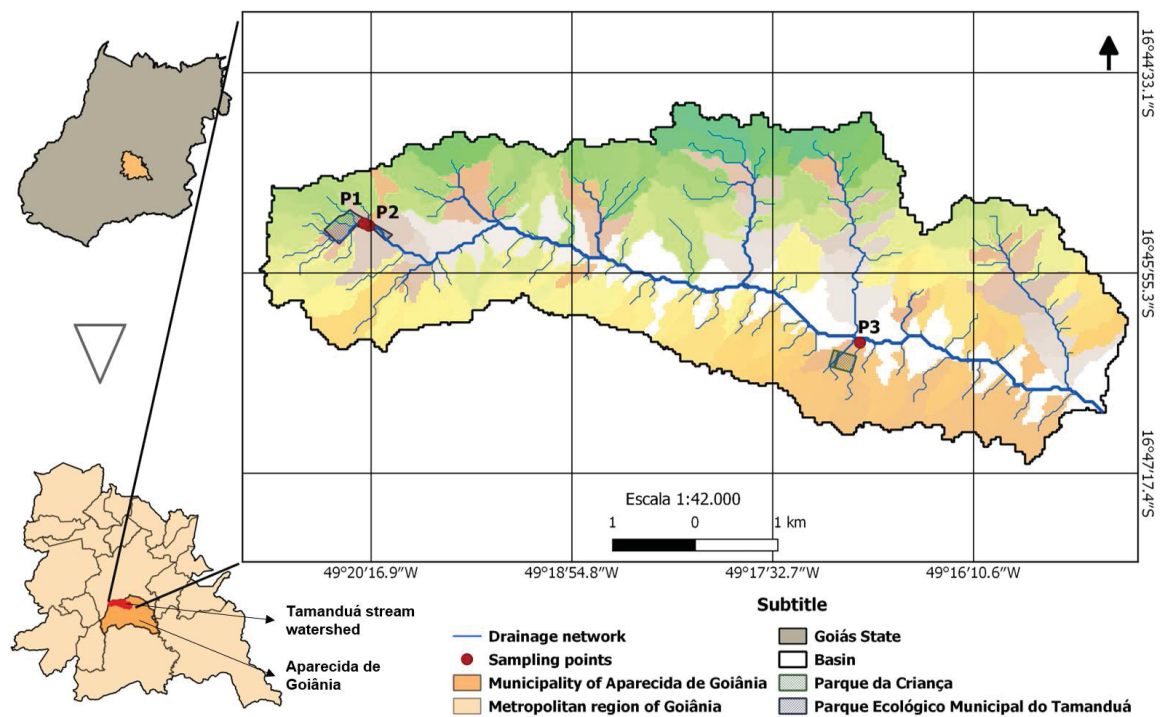 16°44′33.1″S
P1
P2
16°45′55.3″S
P3
16°47′17.4″S
Escala 1:42.000
1 0 1 km
49°20′16.9″W 49°18′54.8″W 49°17′32.7″W 49°16′10.6″W
Tamanduá stream
watershed
Aparecida de
Goiânia
Subtitle
Drainage network
Sampling points
Municipality of Aparecida de Goiânia
Metropolitan region of Goiânia
Goiás State
Basin
Parque da Criança
Parque Ecológico Municipal do Tamanduá